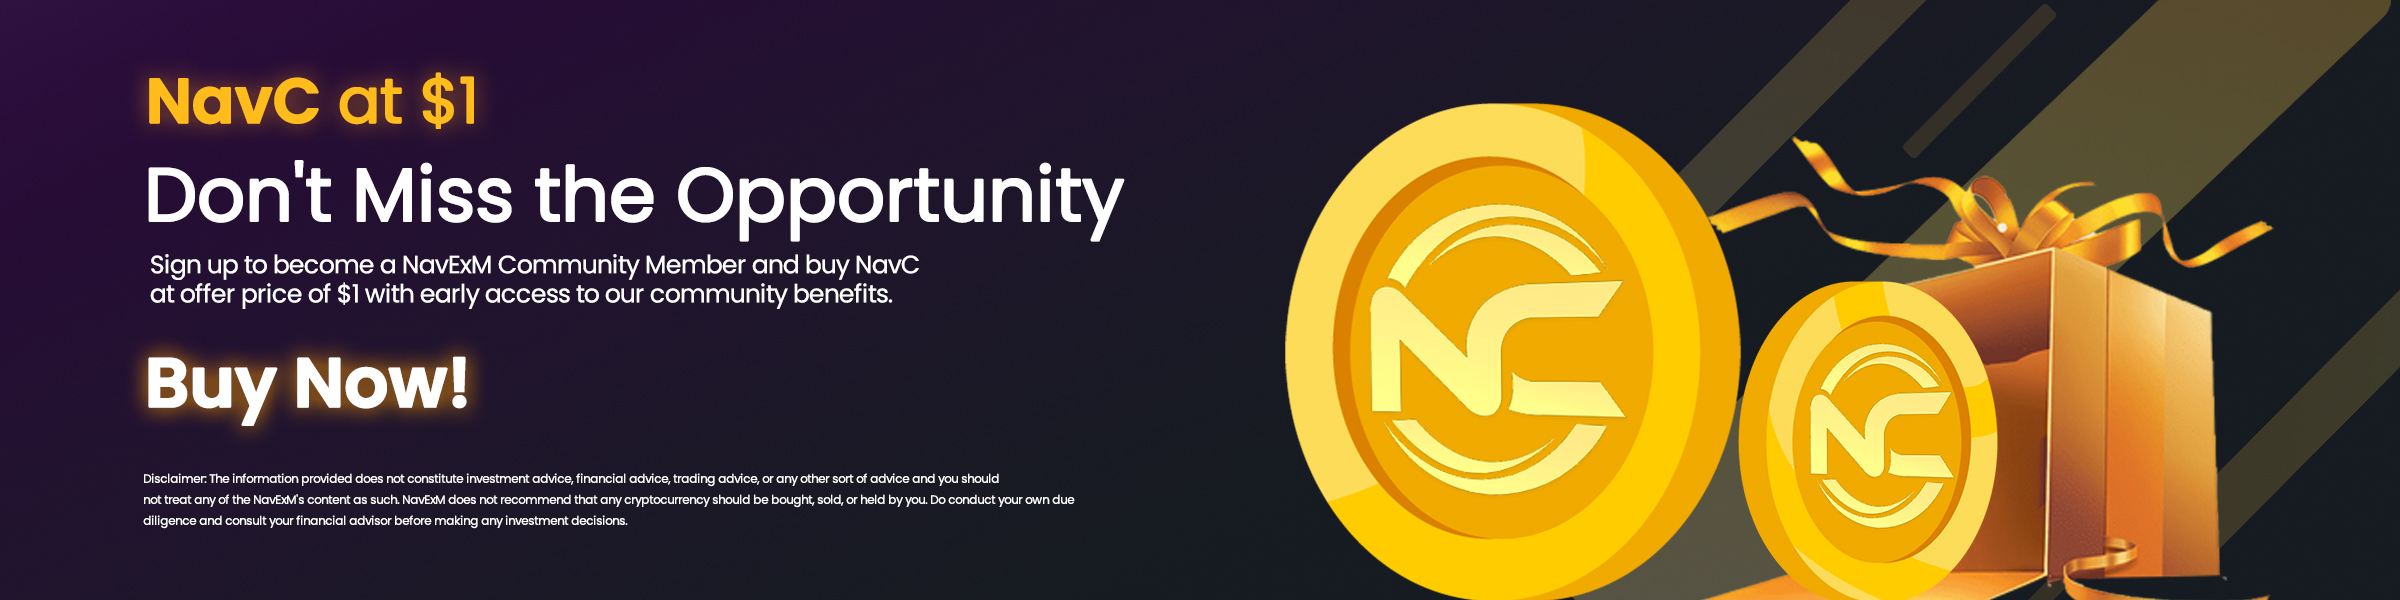 NavC at $1
Don't Miss the Opportunity
Sign up to become a NavExM Community Member and buy NavC
at offer price of $1 with early access to our community benefits.
Buy Now!
Disclaimer: The information provided does not constitute investment advice, financial advice, trading advice, or any other sort of advice and you should
not treat any of the NavExM's content as such. NavExM does not recommend that any cryptocurrency should be bought, sold, or held by you. Do conduct your own due
diligence and consult your financial advisor before making any investment decisions.
NC
NC